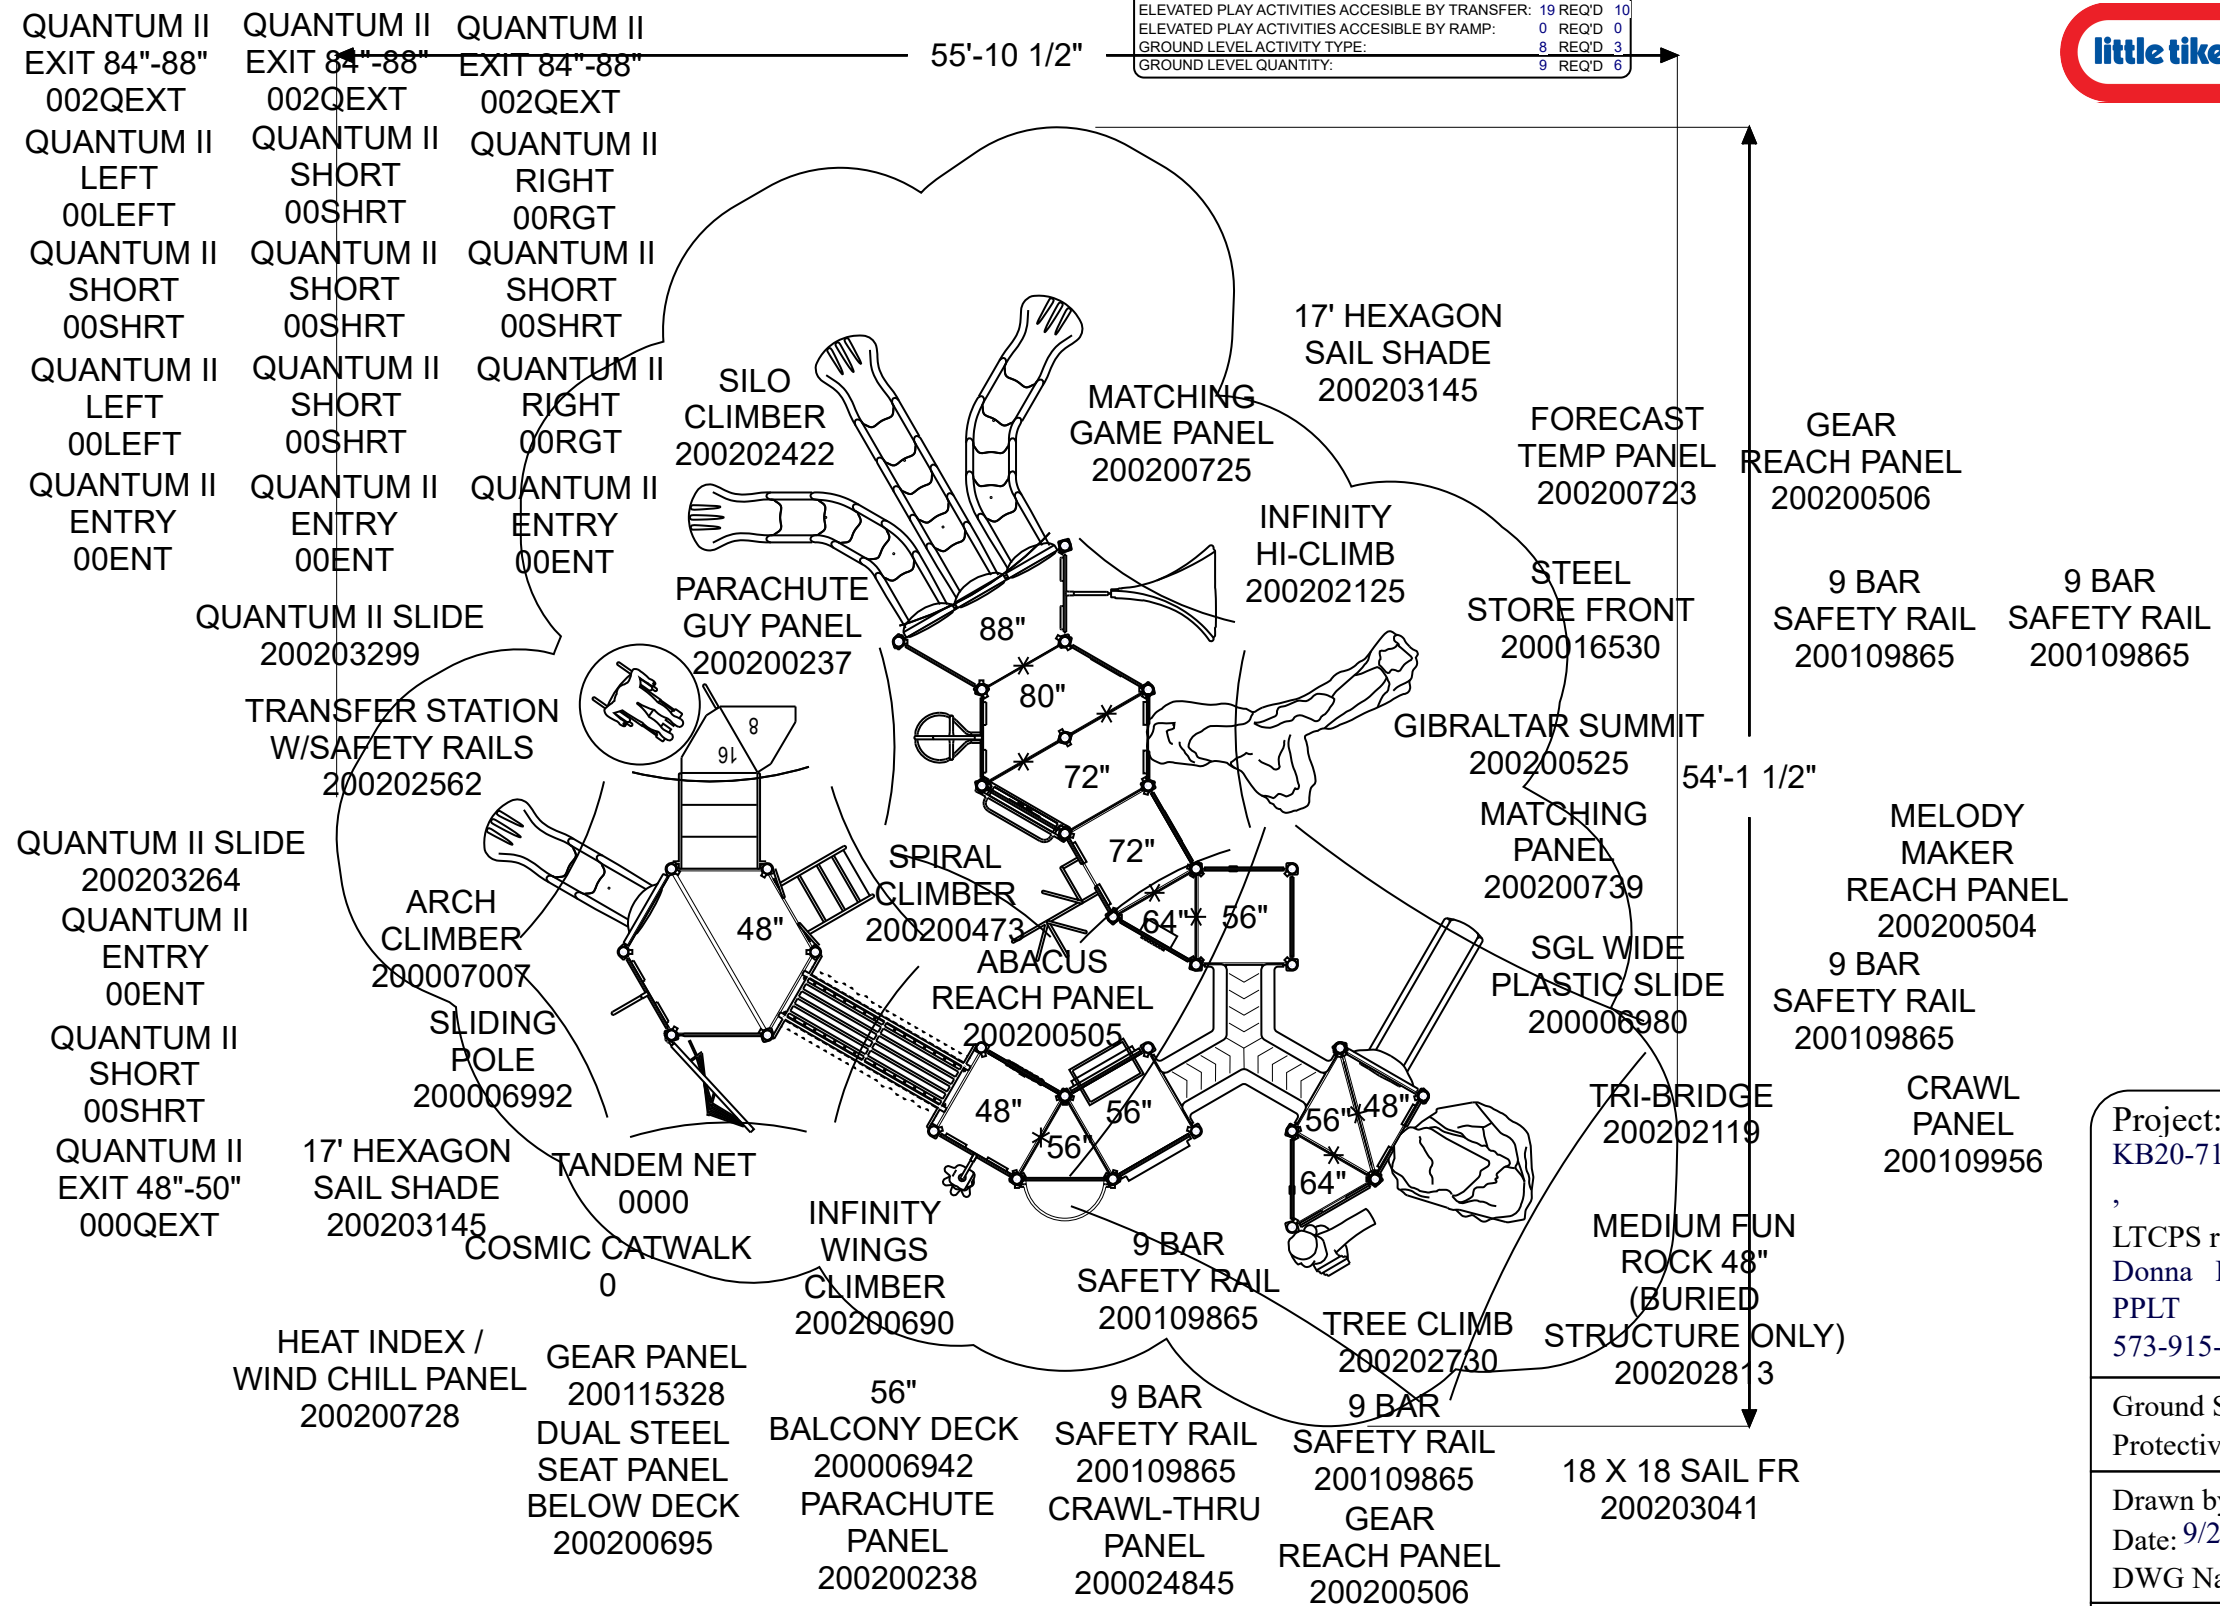 ELEVATED PLAY ACTIVITIES ACCESIBLE BY TRANSFER: 19 REQ'D 10
ELEVATED PLAY ACTIVITIES ACCESIBLE BY RAMP: 0 REQ'D 0
GROUND LEVEL ACTIVITY TYPE: 8 REQ'D 3
GROUND LEVEL QUANTITY: 9 REQ'D 6
55'-10 1/2"
little tike
QUANTUM II
EXIT 84"-88"
002QEXT
QUANTUM II
EXIT 84"-88"
002QEXT
QUANTUM II
EXIT 84"-88"
002QEXT
QUANTUM II
LEFT
00LEFT
QUANTUM II
SHORT
00SHRT
QUANTUM II
RIGHT
00RGT
QUANTUM II
SHORT
00SHRT
QUANTUM II
SHORT
00SHRT
QUANTUM II
SHORT
00SHRT
QUANTUM II
LEFT
00LEFT
QUANTUM II
SHORT
00SHRT
QUANTUM II
RIGHT
00RGT
QUANTUM II
ENTRY
00ENT
QUANTUM II
ENTRY
00ENT
QUANTUM II
ENTRY
00ENT
SILO
CLIMBER
200202422
MATCHING
GAME PANEL
200200725
17' HEXAGON
SAIL SHADE
200203145
FORECAST
TEMP PANEL
200200723
GEAR
REACH PANEL
200200506
INFINITY
HI-CLIMB
200202125
STEEL
STORE FRONT
200016530
9 BAR
SAFETY RAIL
200109865
9 BAR
SAFETY RAIL
200109865
QUANTUM II SLIDE
200203299
PARACHUTE
GUY PANEL
200200237
TRANSFER STATION
W/SAFETY RAILS
200202562
8
16
88"
80"
72"
72"
64"
56"
48"
48"
56"
56"
56"
48"
64"
GIBRALTAR SUMMIT
200200525
54'-1 1/2"
MATCHING
PANEL
200200739
MELODY
MAKER
REACH PANEL
200200504
QUANTUM II SLIDE
200203264
QUANTUM II
ENTRY
00ENT
ARCH
CLIMBER
200007007
SPIRAL
CLIMBER
200200473
ABACUS
REACH PANEL
200200505
SGL WIDE
PLASTIC SLIDE
200006980
9 BAR
SAFETY RAIL
200109865
QUANTUM II
SHORT
00SHRT
SLIDING
POLE
200006992
TRI-BRIDGE
200202119
CRAWL
PANEL
200109956
QUANTUM II
EXIT 48"-50"
000QEXT
17' HEXAGON
SAIL SHADE
200203145
TANDEM NET
0000
COSMIC CATWALK
0
INFINITY
WINGS
CLIMBER
200200690
9 BAR
SAFETY RAIL
200109865
TREE CLIMB
200202730
MEDIUM FUN
ROCK 48"
(BURIED
STRUCTURE ONLY)
200202813
HEAT INDEX /
WIND CHILL PANEL
200200728
GEAR PANEL
200115328
DUAL STEEL
SEAT PANEL
BELOW DECK
200200695
56"
BALCONY DECK
200006942
PARACHUTE
PANEL
200200238
9 BAR
SAFETY RAIL
200109865
CRAWL-THRU
PANEL
200024845
9 BAR
SAFETY RAIL
200109865
GEAR
REACH PANEL
200200506
18 X 18 SAIL FR
200203041
Project:
KB20-71
,
LTCPS r
Donna
PPLT
573-915-
Ground S
Protectiv
Drawn by
Date: 9/2
DWG Na